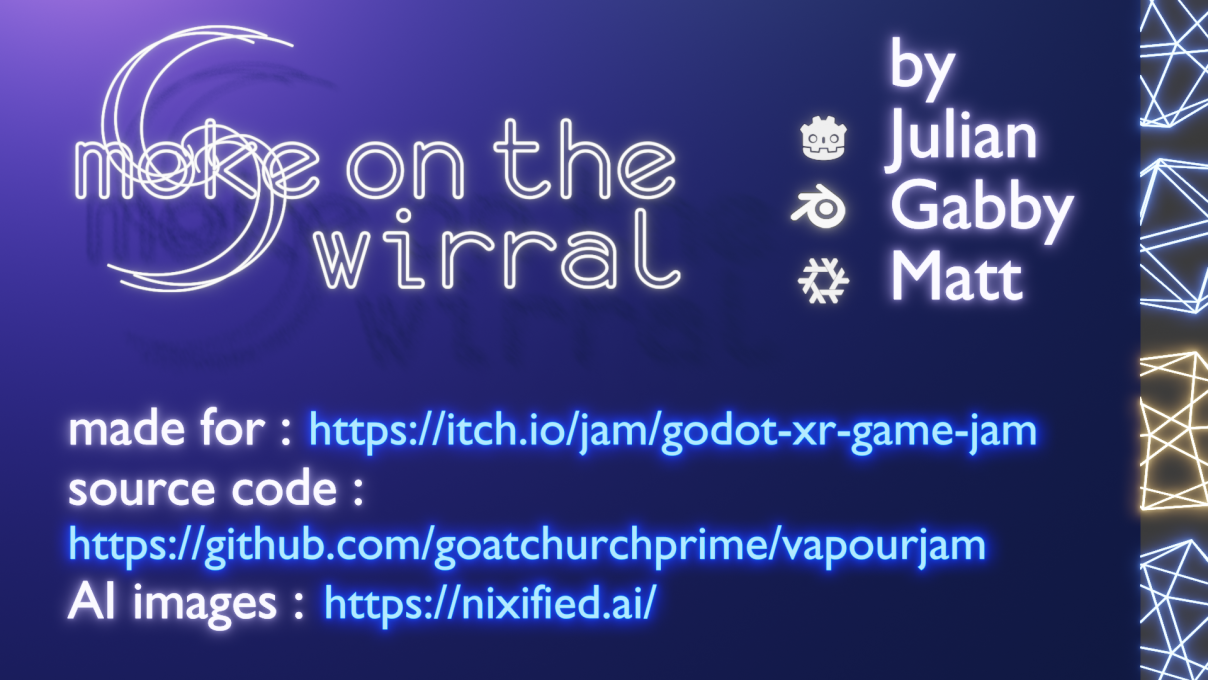 Smoke on the
wirral
by
Julian
Gabby
Matt
made for : https://itch.io/jam/godot-xr-game-jam
source code :
https://github.com/goatchurchprime/vapourjam
AI images : https://nixified.ai/